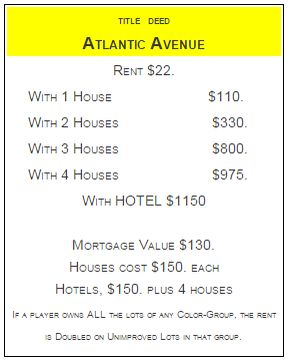 TITLE DEED
ATLANTIC AVENUE
RENT $22.
WITH 1 HOUSE $110.
WITH 2 HOUSES $330.
WITH 3 HOUSES $800.
WITH 4 HOUSES $975.
WITH HOTEL $1150
MORTGAGE VALUE $130.
HOUSES COST $150. EACH
HOTELS, $150. PLUS 4 HOUSES
IF A PLAYER OWNS ALL THE LOTS OF ANY COLOR-GROUP, THE RENT
IS DOUBLED ON UNIMPROVED LOTS IN THAT GROUP.